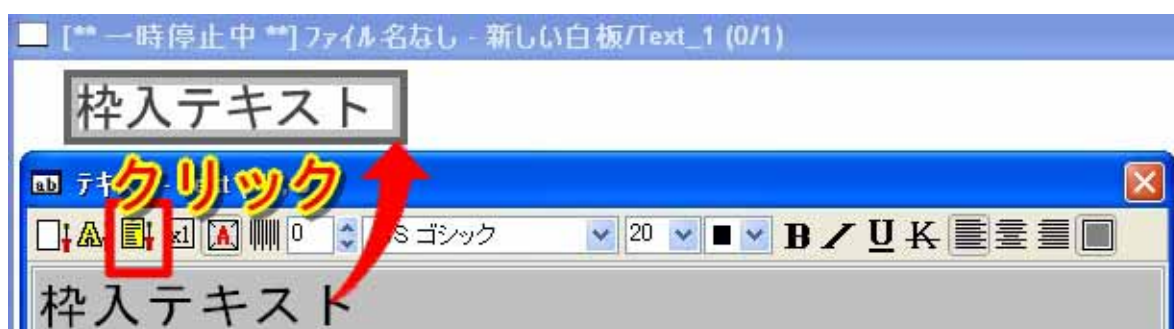 [** 一時停止中 **] ファイル名なし - 新しい白板/Text_1 (0/1)
枠入テキスト
クリック
0 ゴシック 20 B U K
枠入テキスト